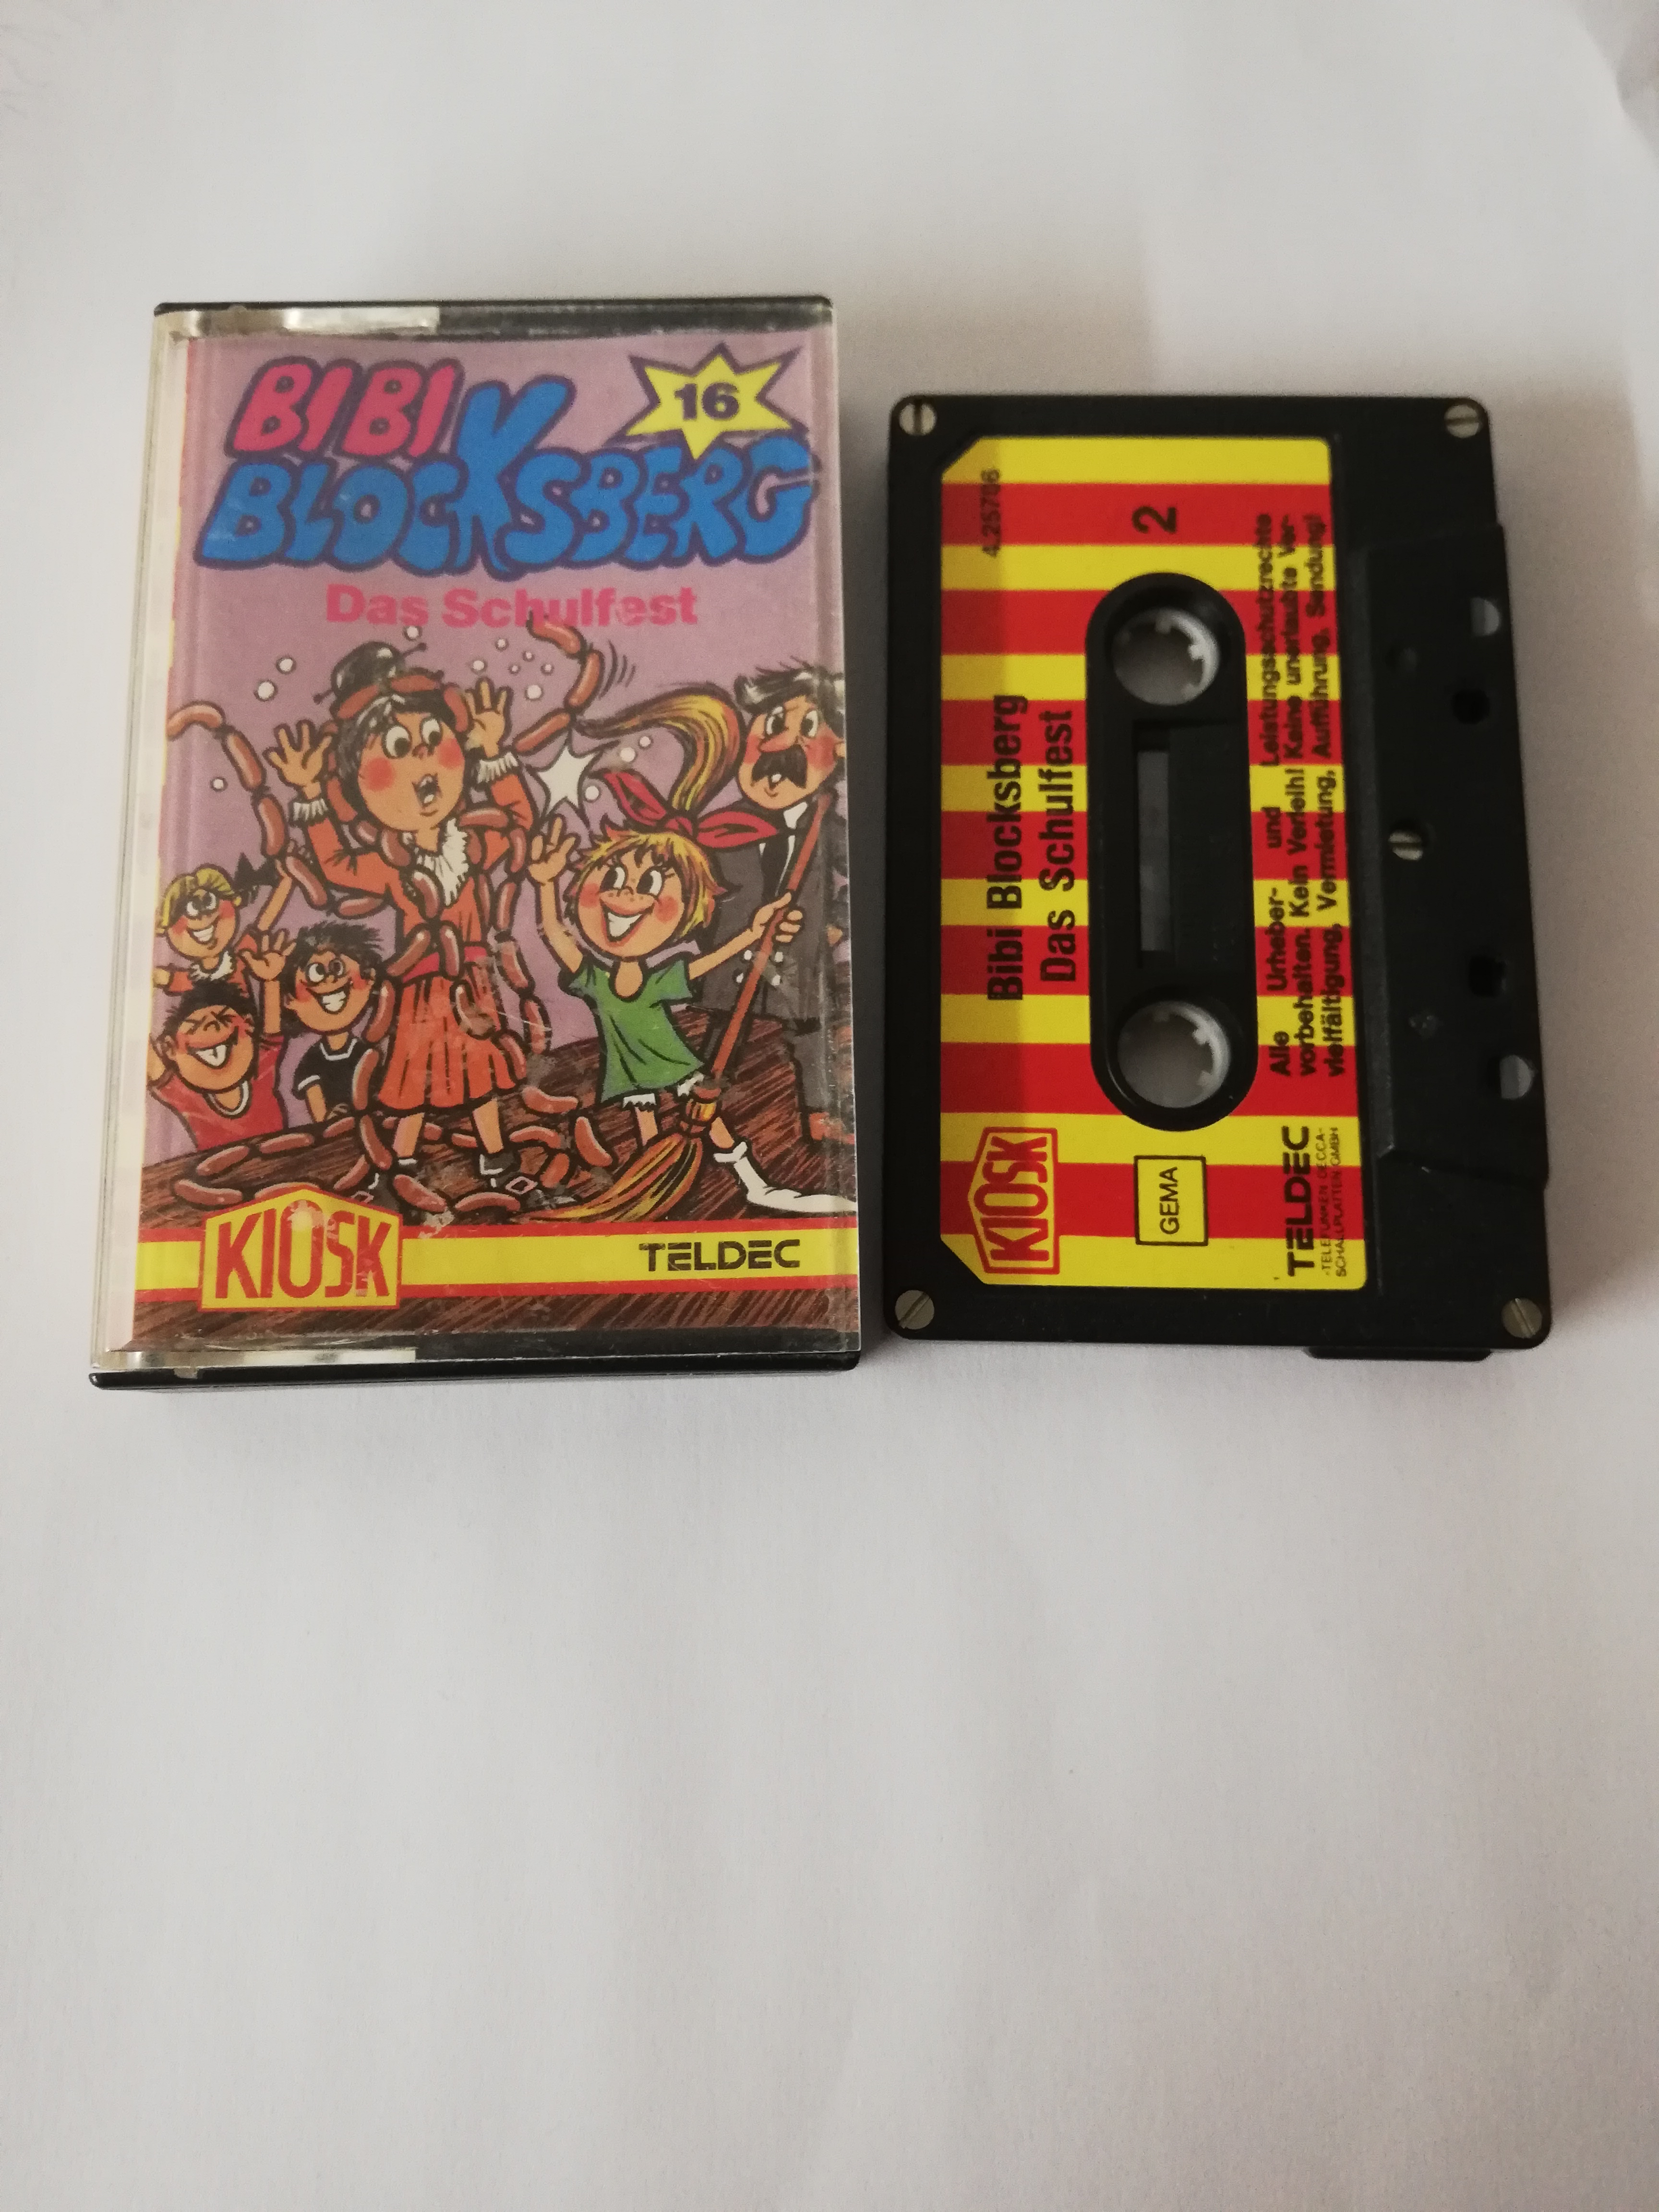 BIBI
BLOCKSBERG
16
Das Schulfest
KIOSK
TELDEC
4.25786
2
Bibi Blocksberg
Das Schulfest
KIOSK
GEMA
Alle Urheber- und Leistungsschutzrechte
vorbehalten. Kein Verleih! Keine unerlaubte Ver-
vielfältigung, Vermietung, Aufführung, Sendung!
TELDEC
·TELEFUNKEN DECCA·
SCHALLPLATTEN GMBH